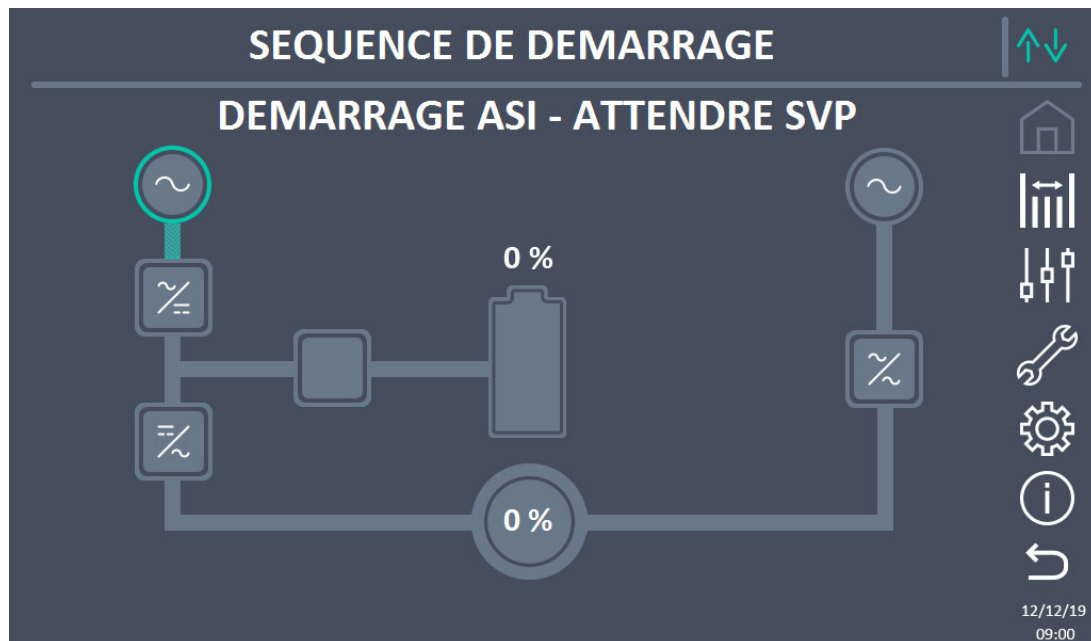 SEQUENCE DE DEMARRAGE
DEMARRAGE ASI - ATTENDRE SVP
0 %
0 %
12/12/19
09:00